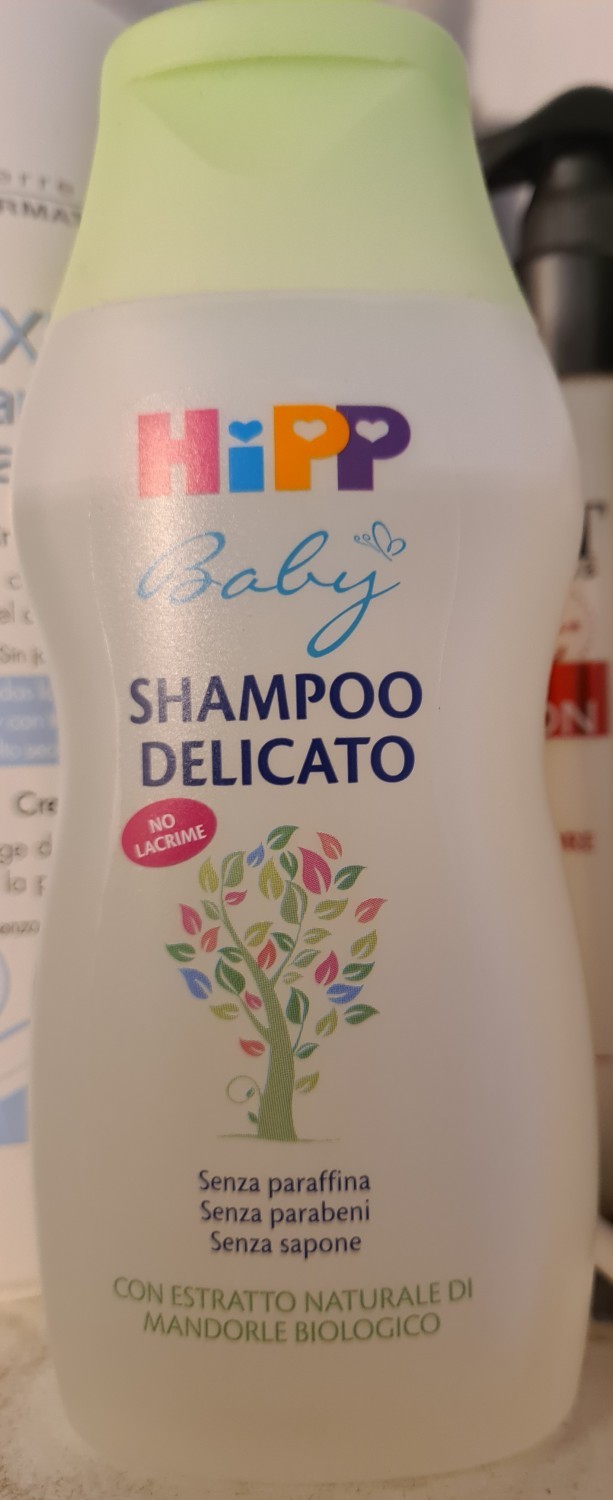 HiPP
Baby
SHAMPOO
DELICATO
NO
LACRIME
Senza paraffina
Senza parabeni
Senza sapone
CON ESTRATTO NATURALE DI
MANDORLE BIOLOGICO